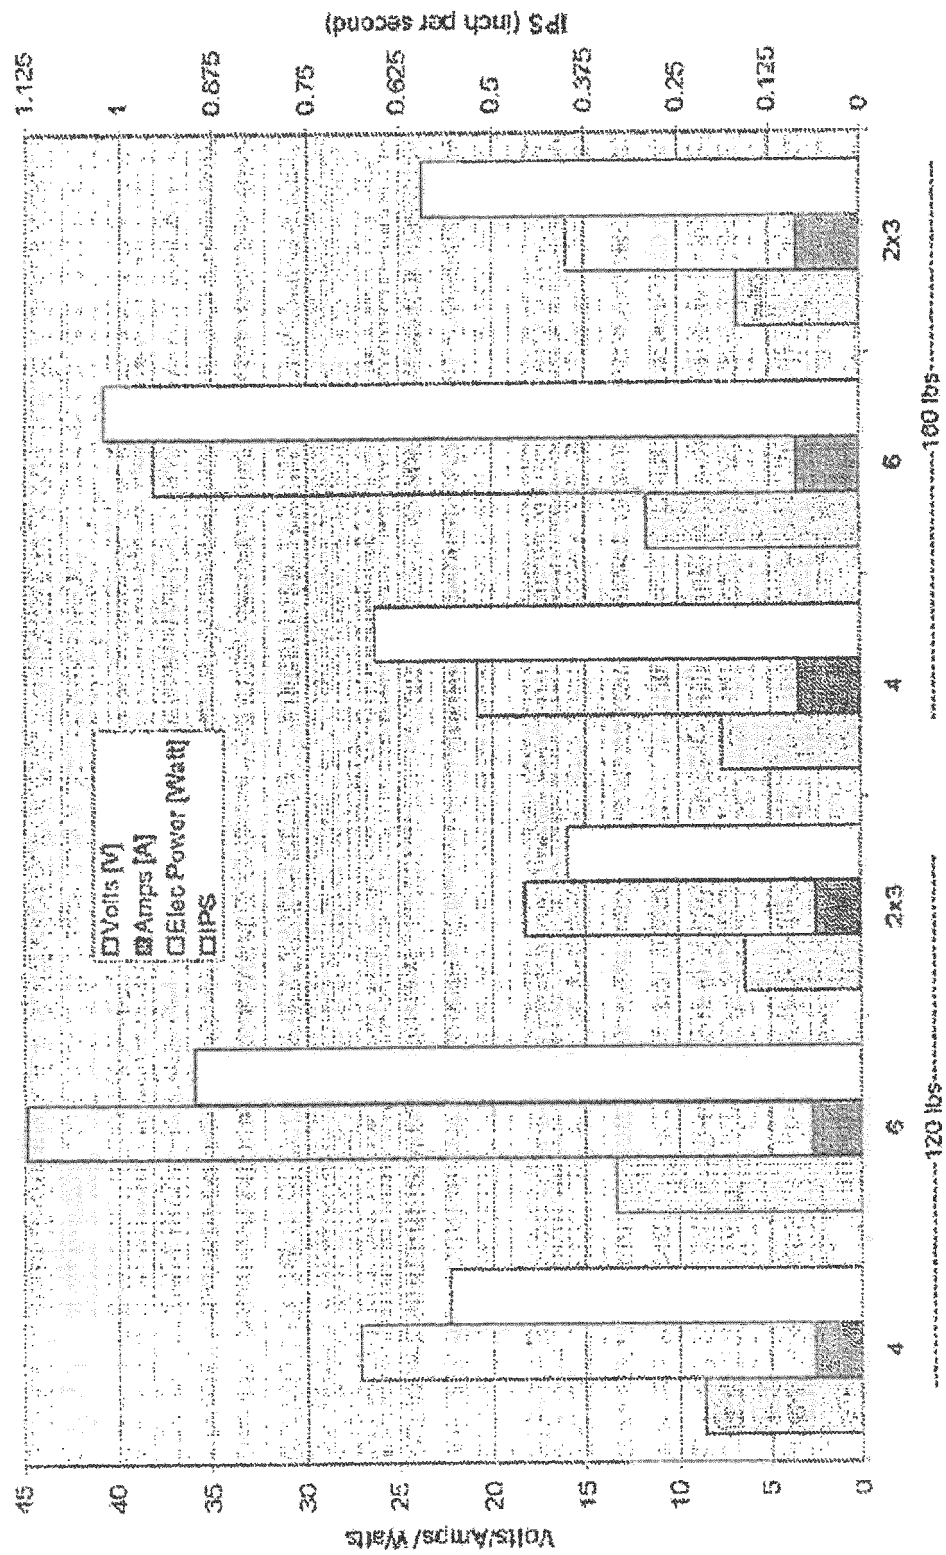 45
40
35
30
25
20
15
10
5
0
Volts/Amps/Watts
Volts [V]
Amps [A]
Elec Power [Watt]
IPS
1.125
1
0.875
0.75
0.625
0.5
0.375
0.25
0.125
0
IPS (inch per second)
4 6 2x3 4 6 2x3
120 lbs 160 lbs